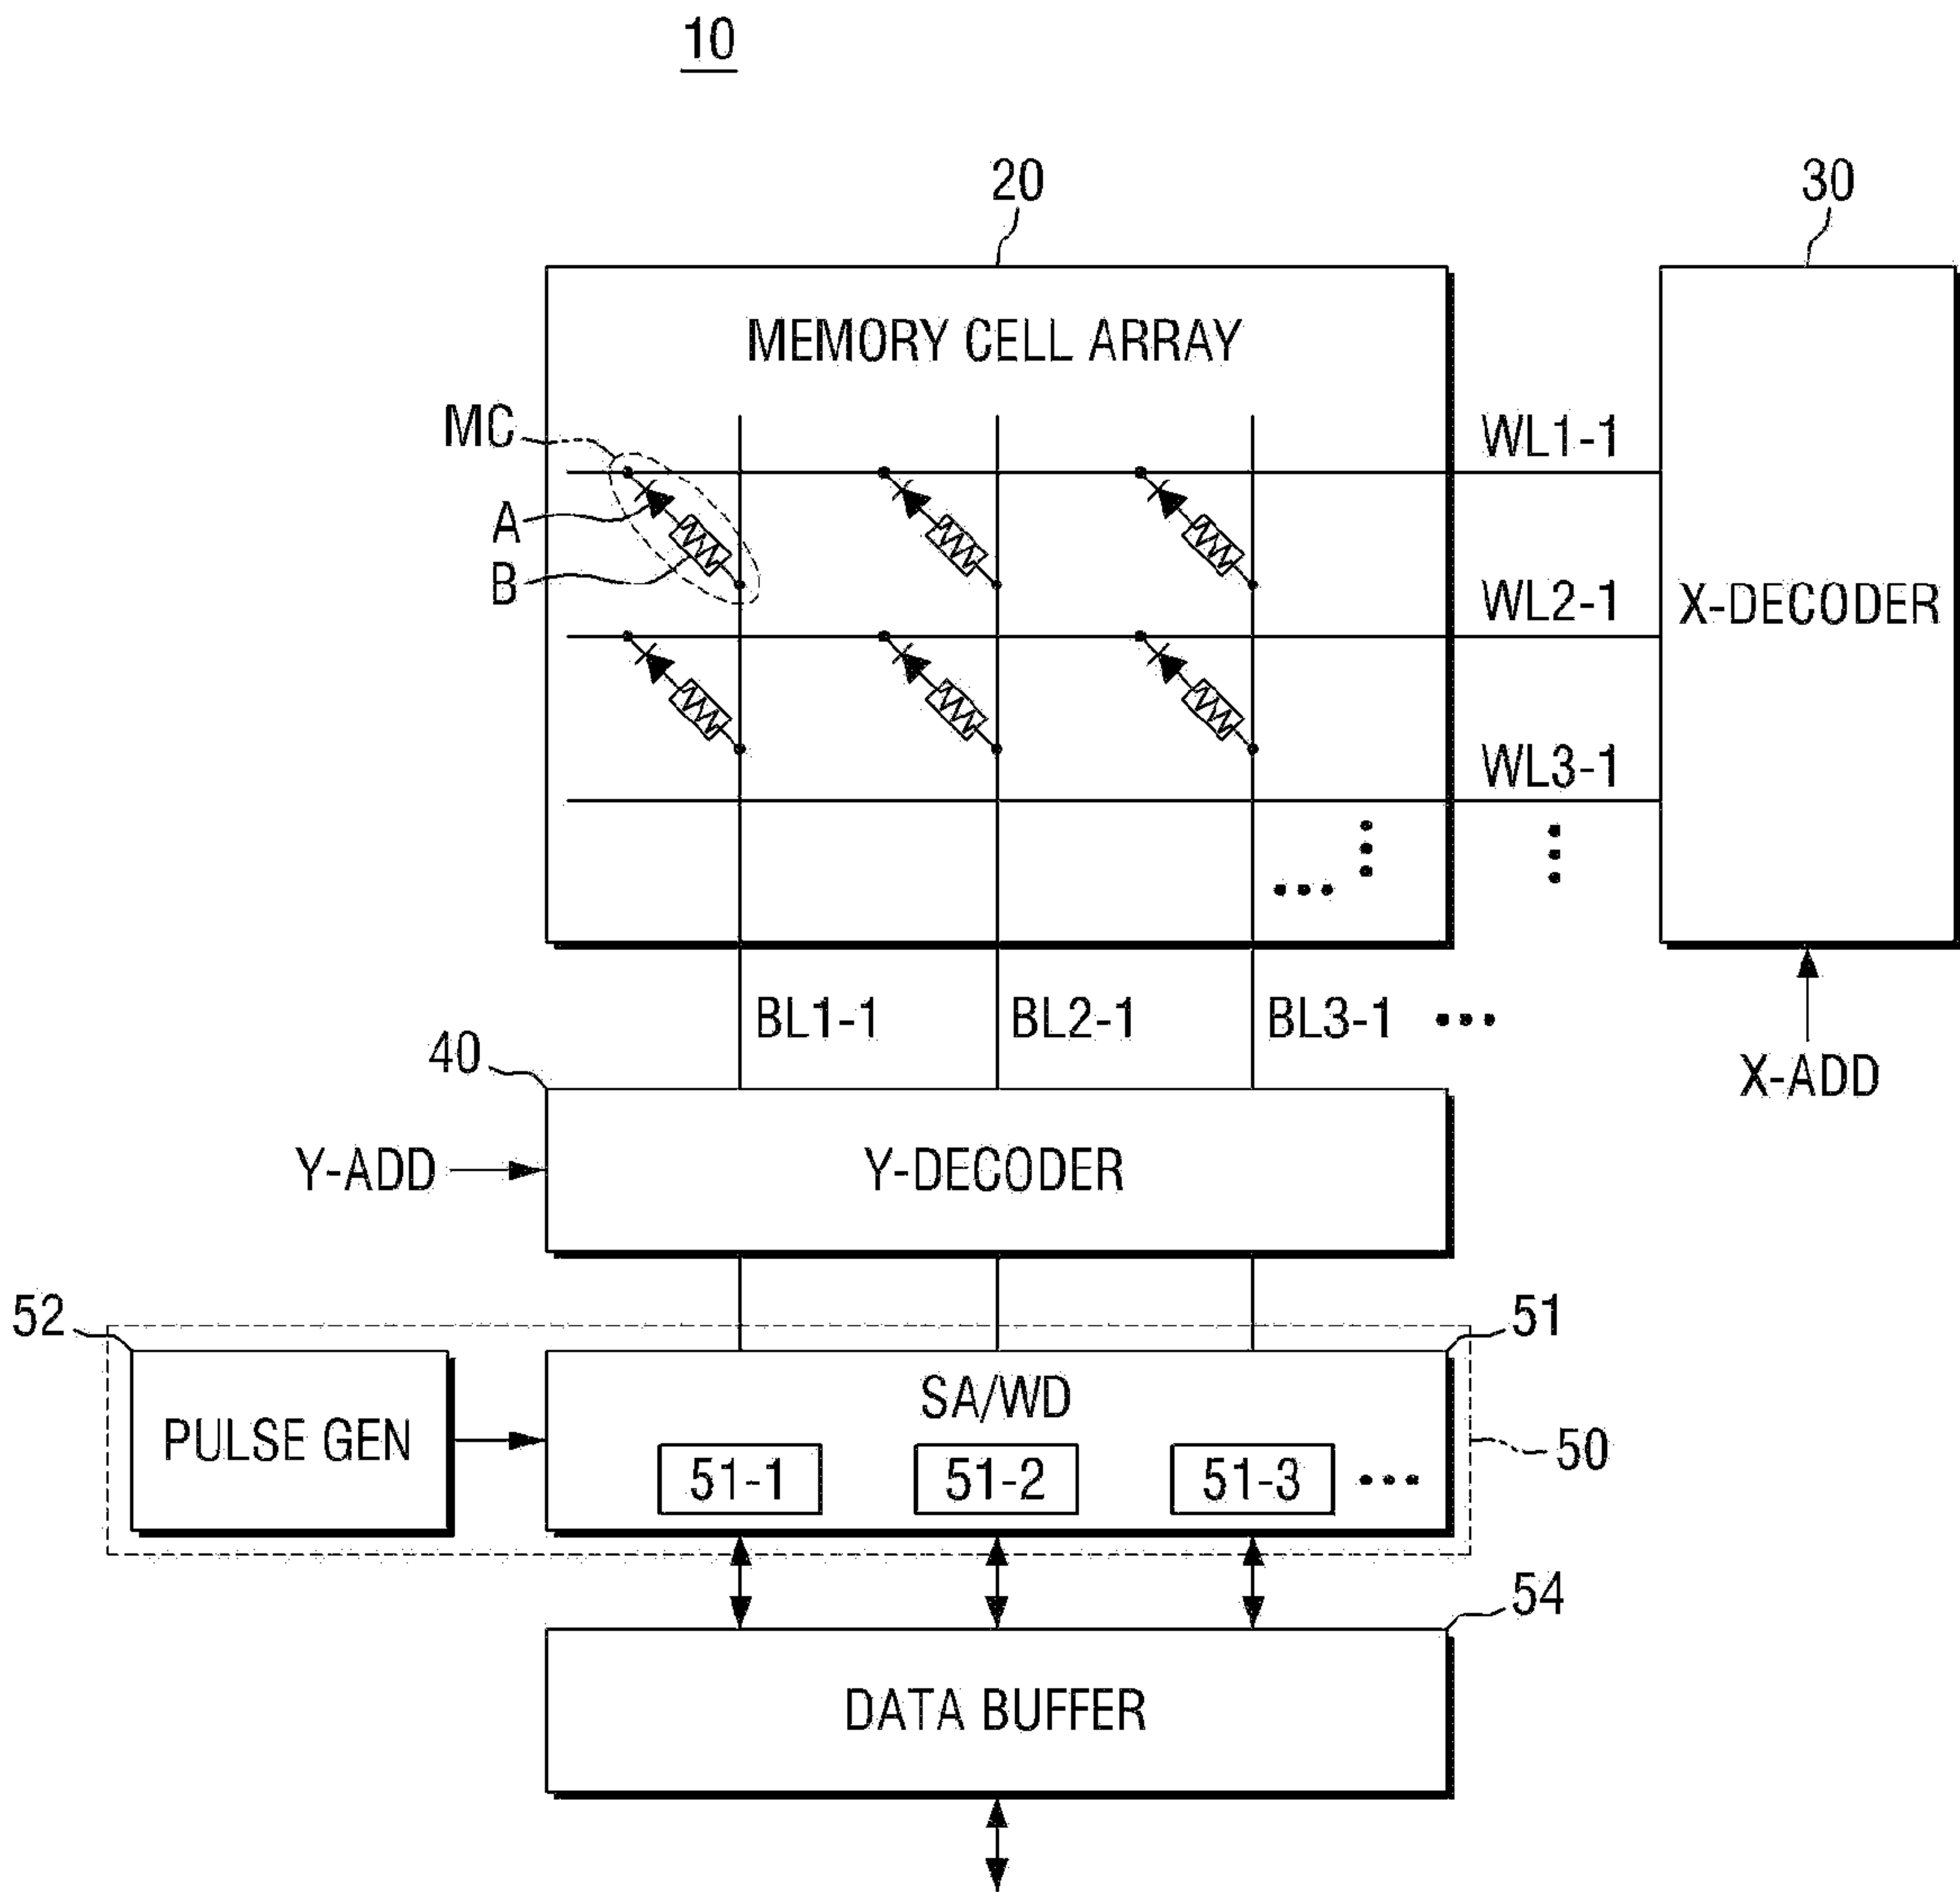 10
20
30
MEMORY CELL ARRAY
MC
WL1-1
A
B
WL2-1
X-DECODER
WL3-1
BL1-1
BL2-1
BL3-1
40
X-ADD
Y-ADD
Y-DECODER
52
51
SA/WD
PULSE GEN
50
51-1
51-2
51-3
54
DATA BUFFER